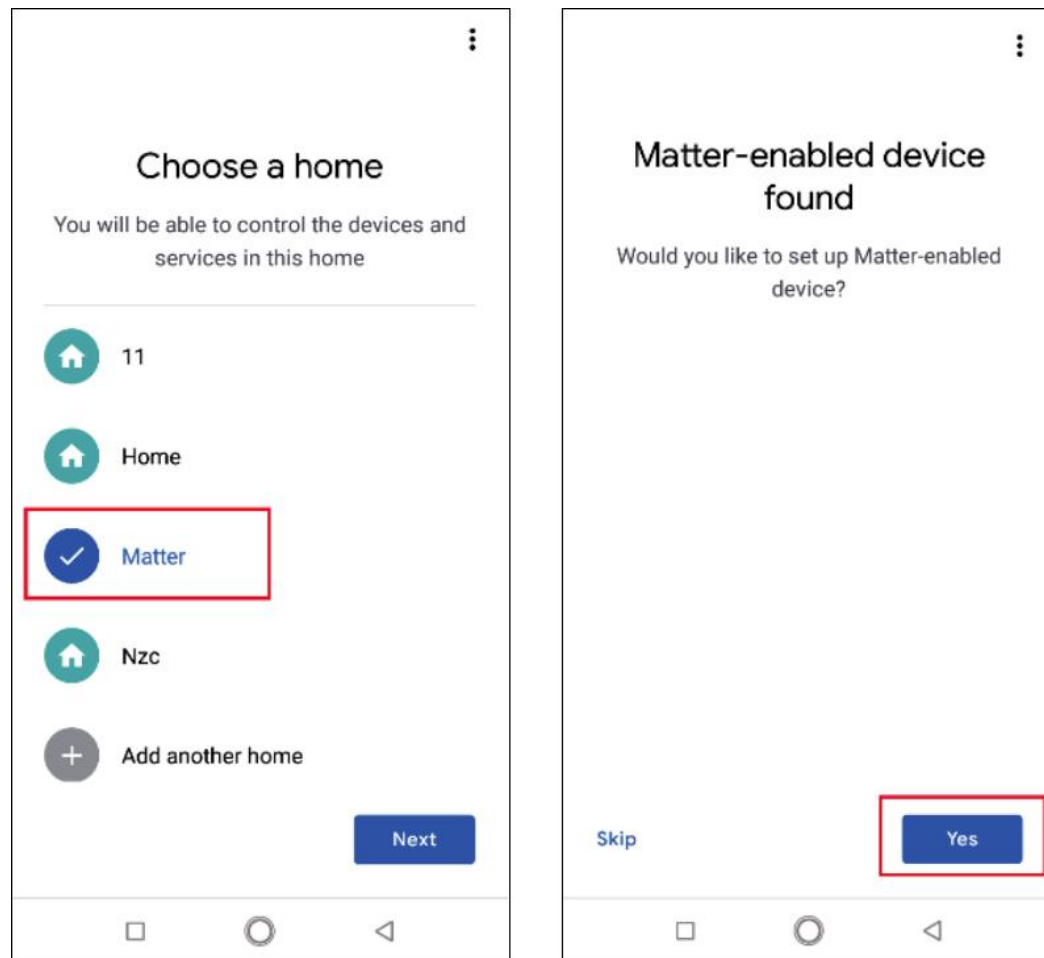 Choose a home
You will be able to control the devices and
services in this home
11
Home
Matter
Nzc
Add another home
Next
Matter-enabled device
found
Would you like to set up Matter-enabled
device?
Skip
Yes